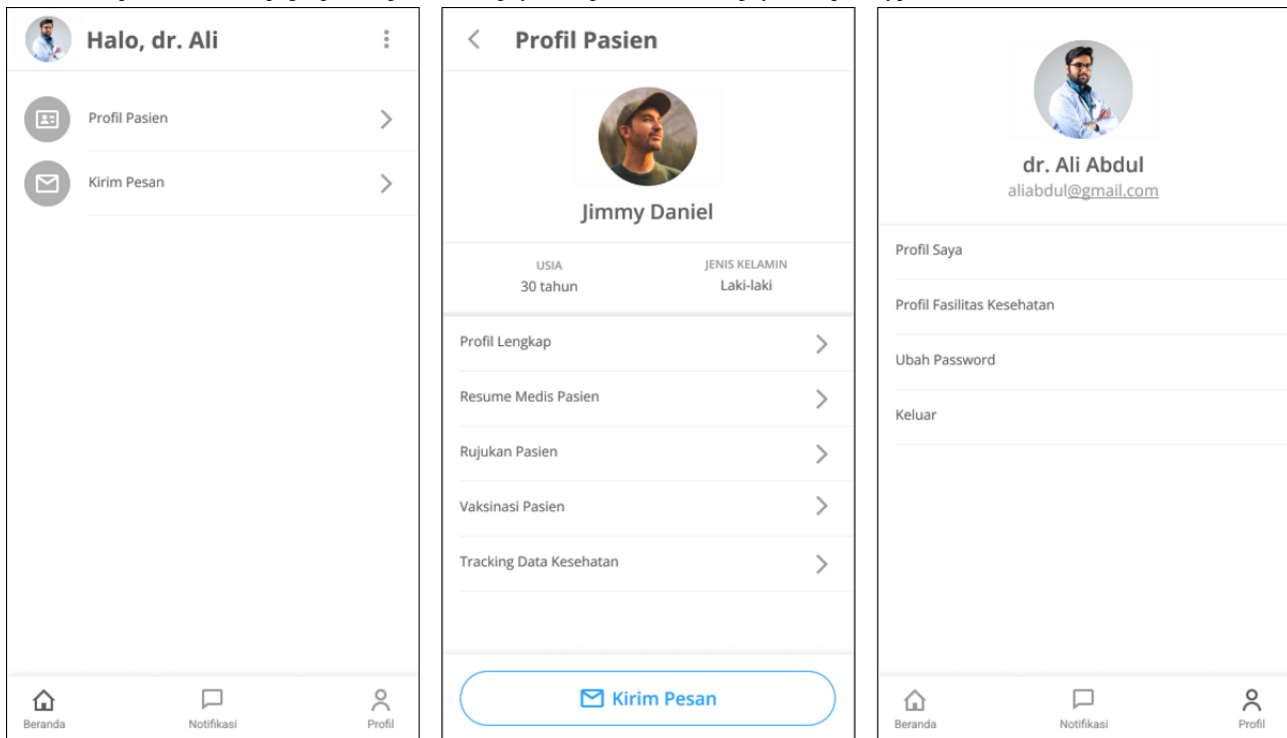 Halo, dr. Ali
Profil Pasien
Kirim Pesan
Beranda
Notifikasi
Profil
Profil Pasien
Jimmy Daniel
USIA
JENIS KELAMIN
30 tahun
Laki-laki
Profil Lengkap
Resume Medis Pasien
Rujukan Pasien
Vaksinasi Pasien
Tracking Data Kesehatan
Kirim Pesan
dr. Ali Abdul
aliabdul@gmail.com
Profil Saya
Profil Fasilitas Kesehatan
Ubah Password
Keluar
Beranda
Notifikasi
Profil